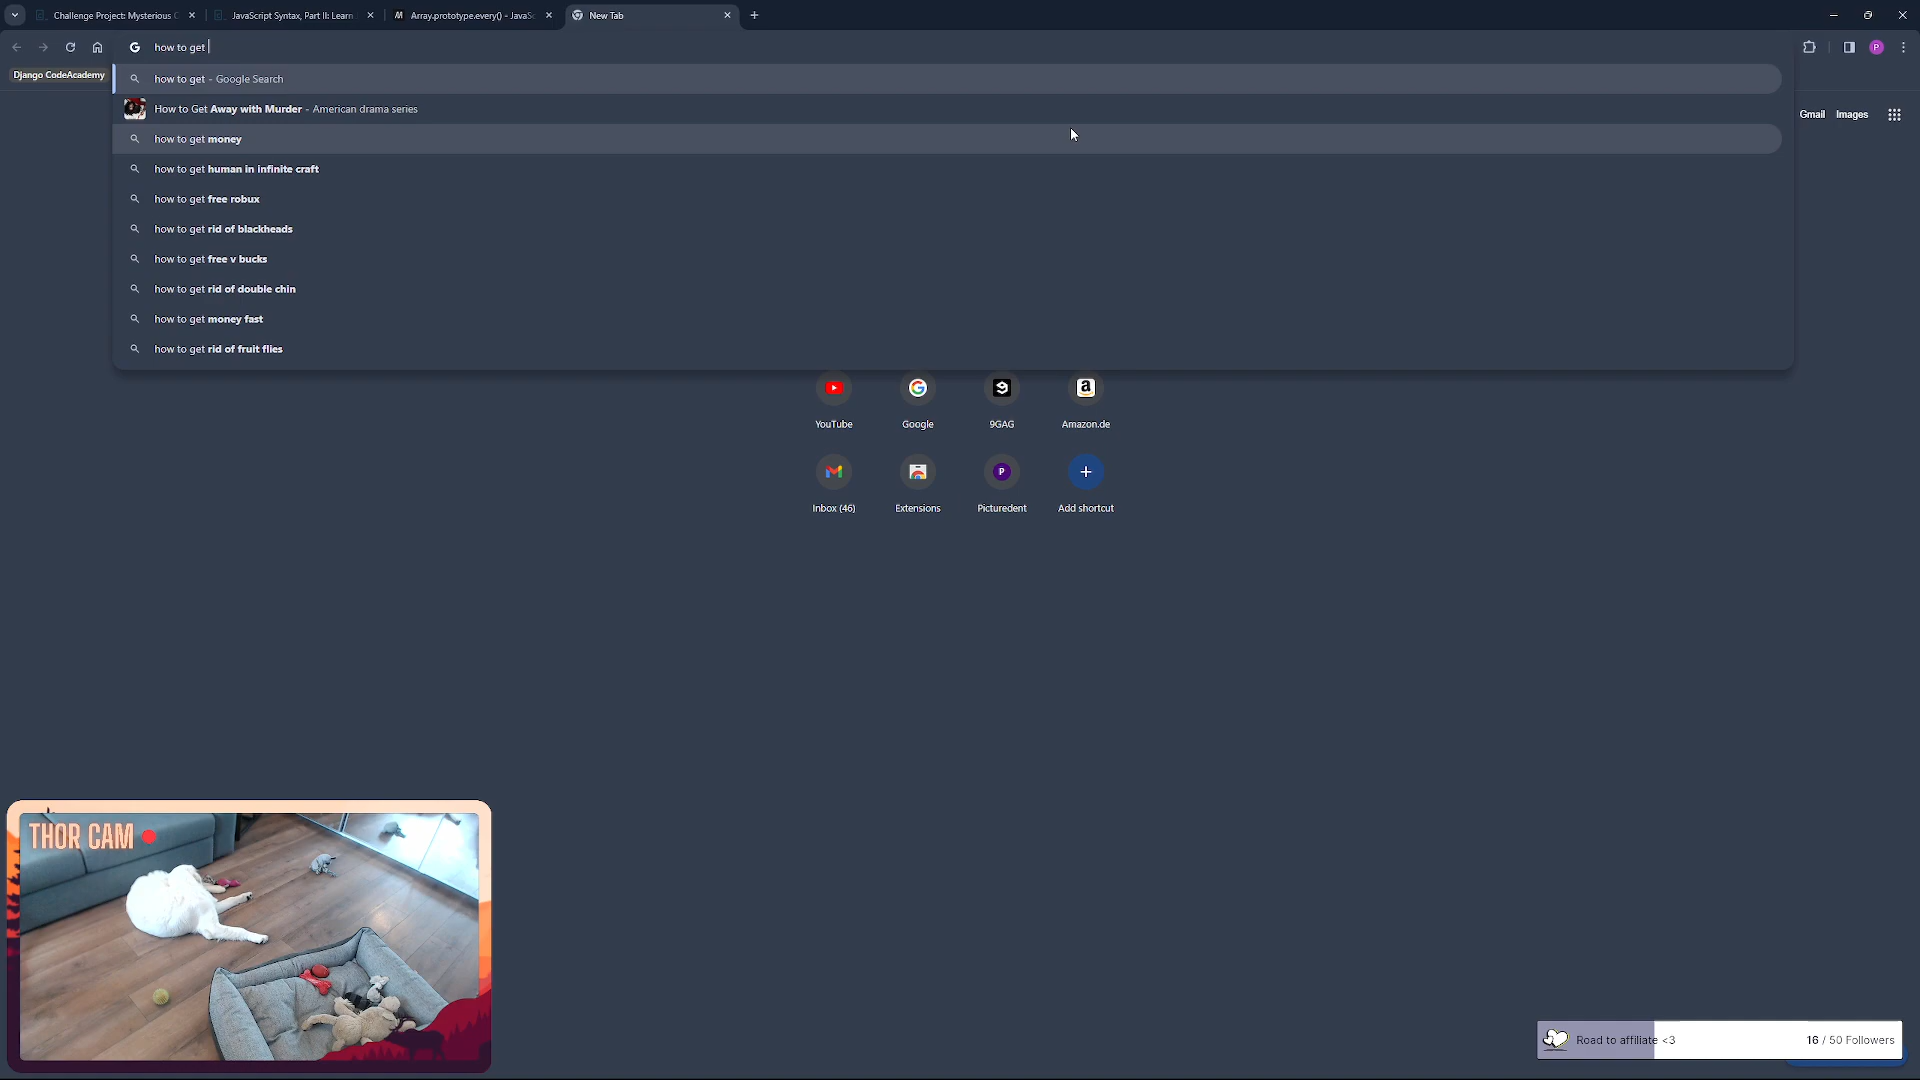 Challenge Project: Mysterious
JavaScript Syntax, Part II: Learn
Array.prototype.every() - JavaSc
New Tab
how to get
Django CodeAcademy
how to get - Google Search
How to Get Away with Murder - American drama series
how to get money
how to get human in infinite craft
how to get free robux
how to get rid of blackheads
how to get free v bucks
how to get rid of double chin
how to get money fast
how to get rid of fruit flies
Gmail Images
YouTube
Google
9GAG
Amazon.de
P
Inbox (46)
Extensions
Picturedent
Add shortcut
THOR CAM
Road to affiliate <3
16 / 50 Followers